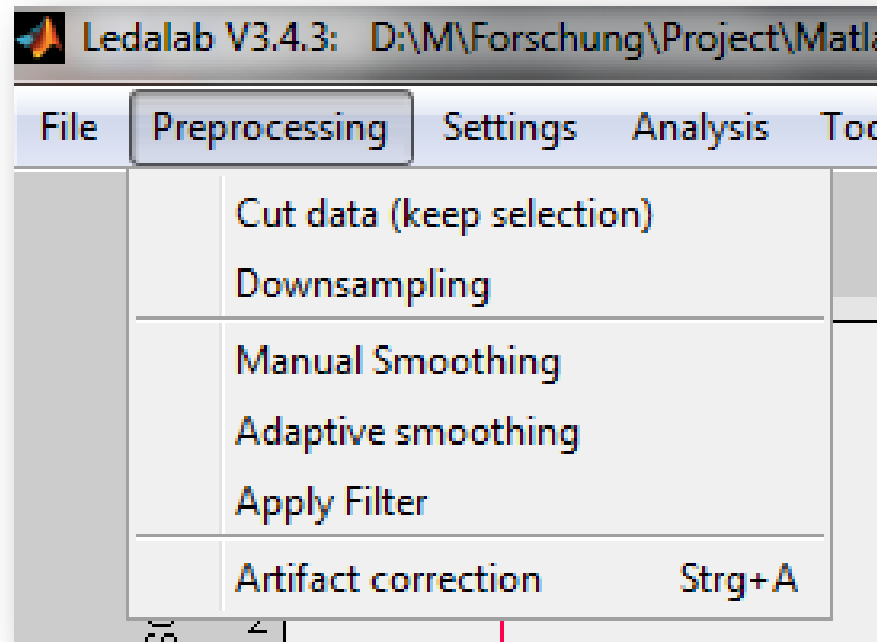 Ledalab V3.4.3: D:\M\Forschung\Project\Matla
File Preprocessing Settings Analysis Too
Cut data (keep selection)
Downsampling
Manual Smoothing
Adaptive smoothing
Apply Filter
Artifact correction Strg+A